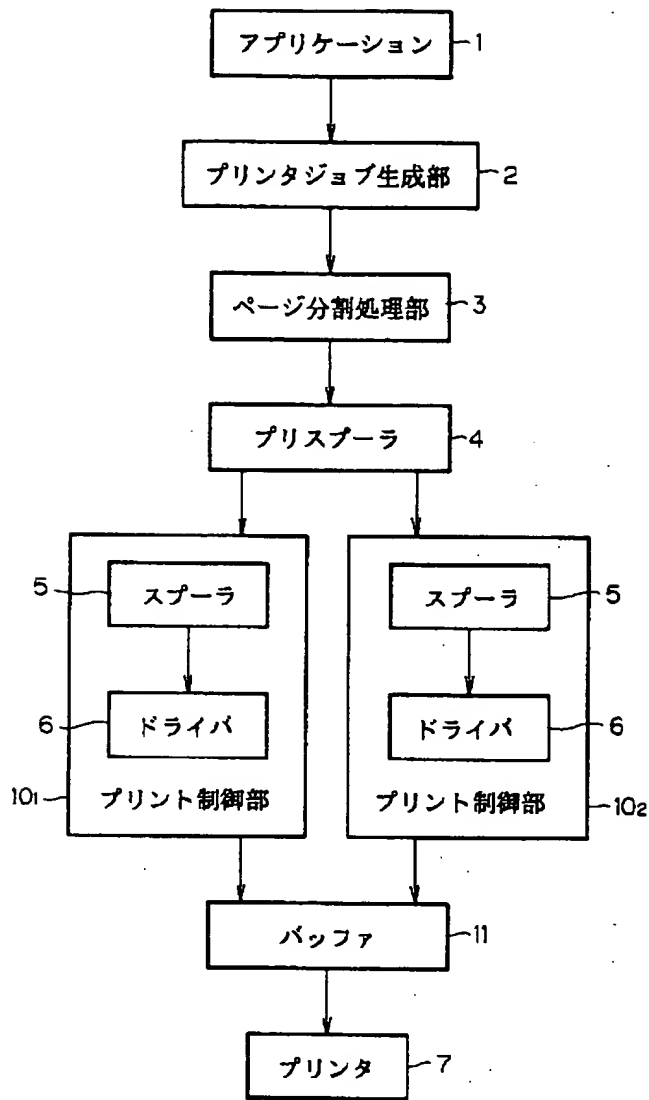 アプリケーション 1
プリンタジョブ生成部 2
ページ分割処理部 3
プリスプーラ 4
5 スプーラ
スプーラ 5
6 ドライバ
ドライバ 6
10₁ プリント制御部
プリント制御部 10₂
バッファ 11
プリンタ 7